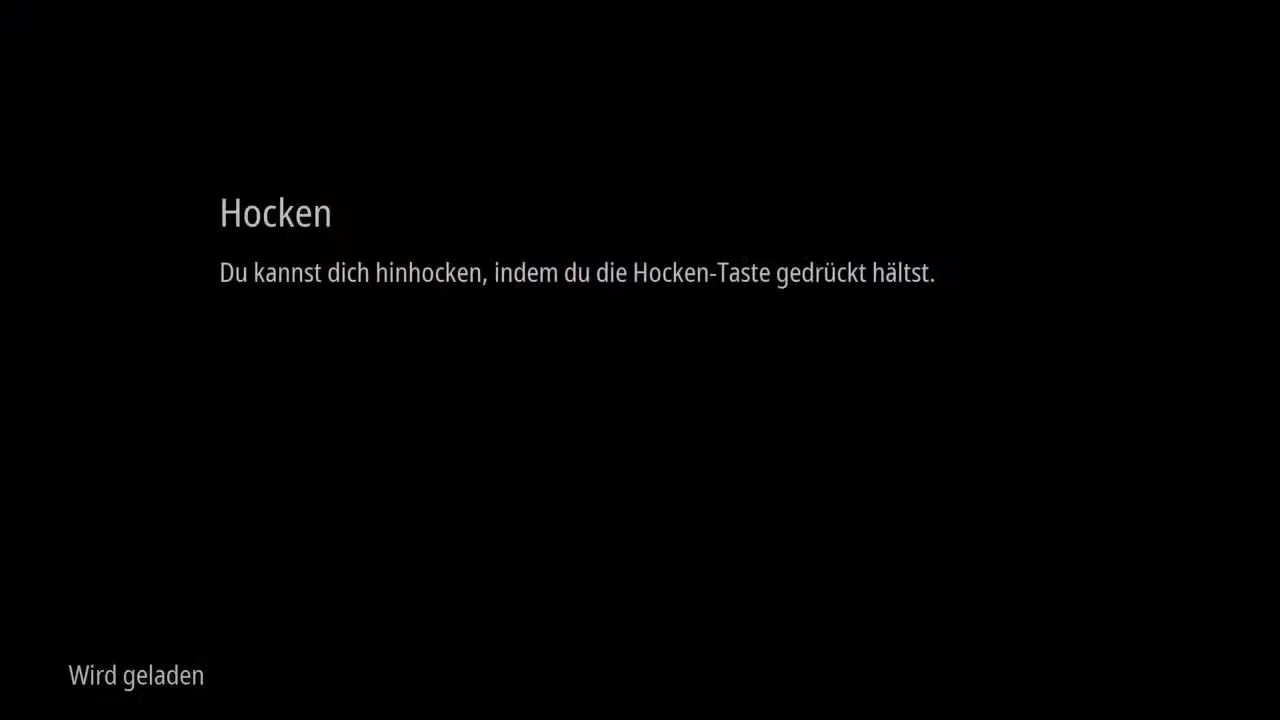 Hocken
Du kannst dich hinhocken, indem du die Hocken-Taste gedrückt hältst.
Wird geladen